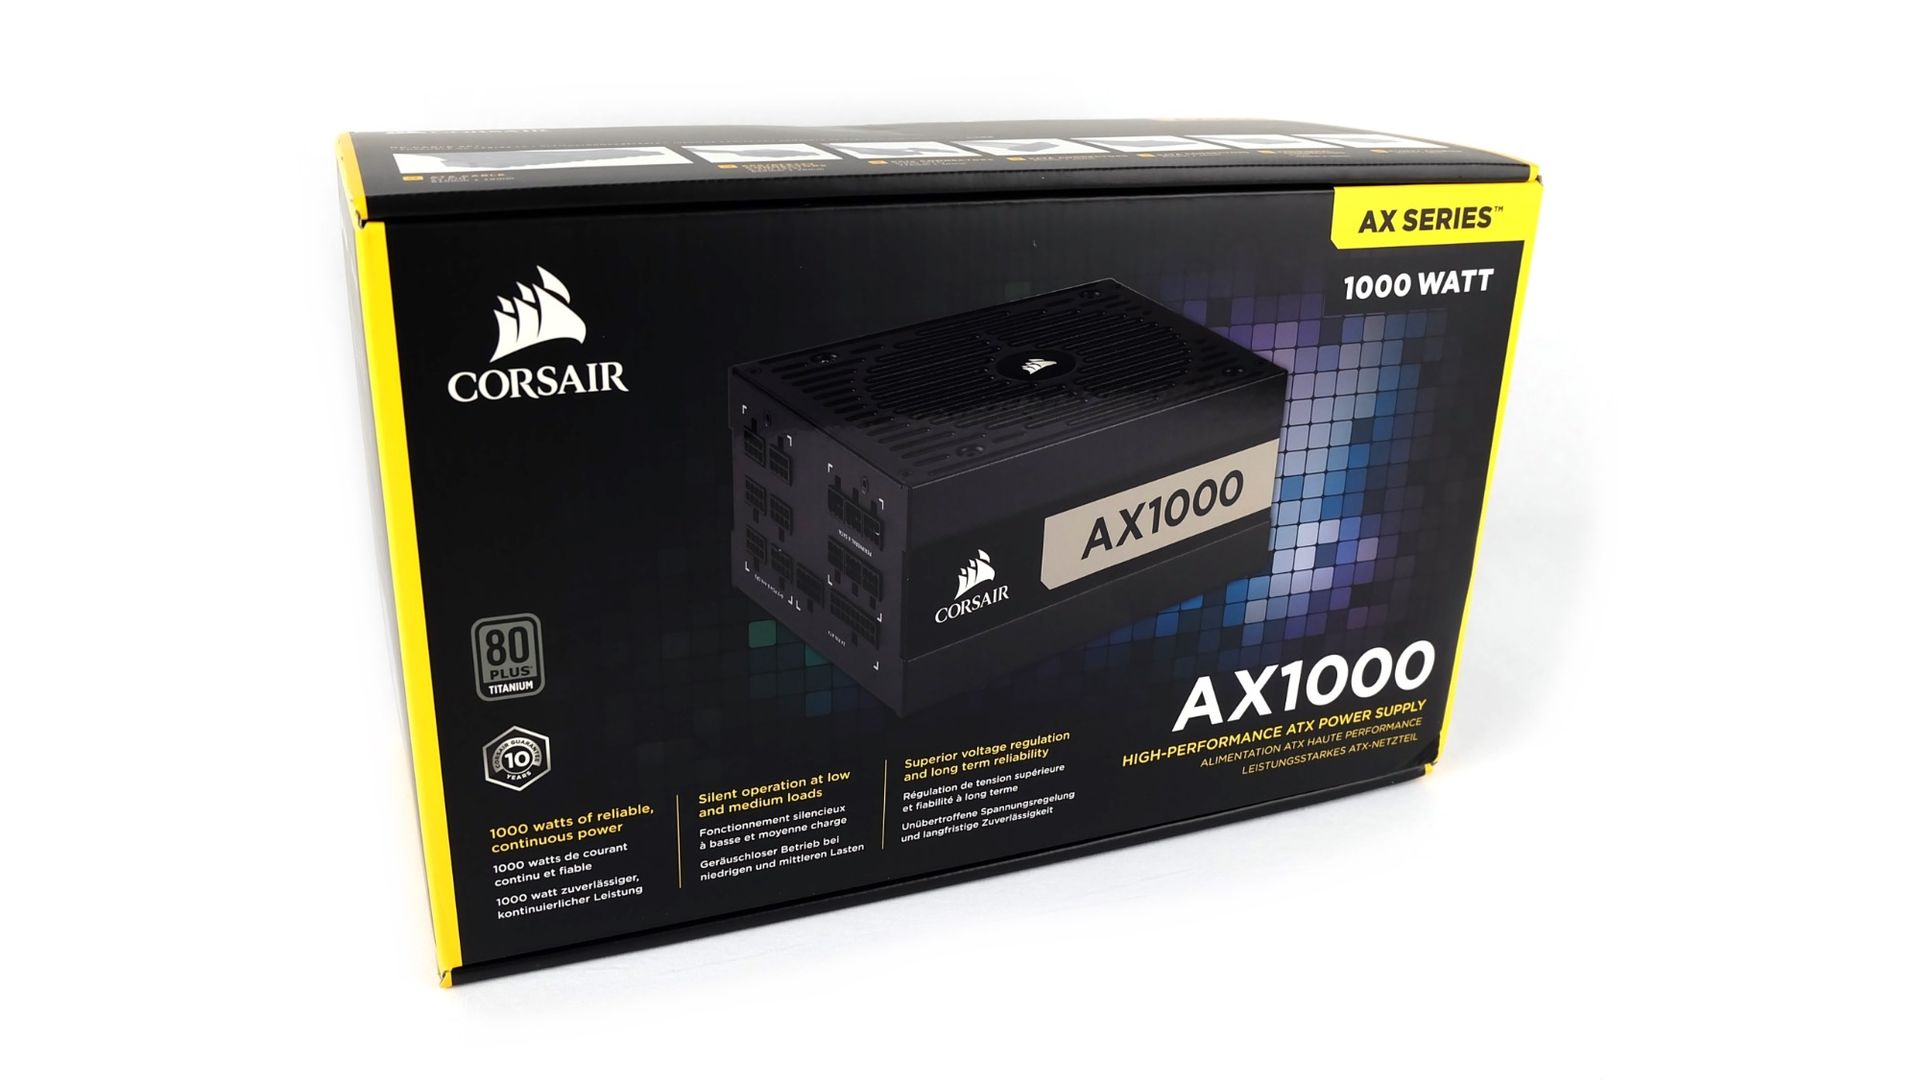 AX SERIES™
1000 WATT
CORSAIR
AX1000
CORSAIR
80
PLUS
TITANIUM
CORSAIR GUARANTEE
10
YEARS
AX1000
HIGH-PERFORMANCE ATX POWER SUPPLY
ALIMENTATION ATX HAUTE PERFORMANCE
LEISTUNGSSTARKES ATX-NETZTEIL
1000 watts of reliable,
continuous power
1000 watts de courant
continu et fiable
1000 watt zuverlässiger,
kontinuierlicher Leistung
Silent operation at low
and medium loads
Fonctionnement silencieux
à basse et moyenne charge
Geräuschloser Betrieb bei
niedrigen und mittleren Lasten
Superior voltage regulation
and long term reliability
Régulation de tension supérieure
et fiabilité à long terme
Unübertroffene Spannungsregelung
und langfristige Zuverlässigkeit